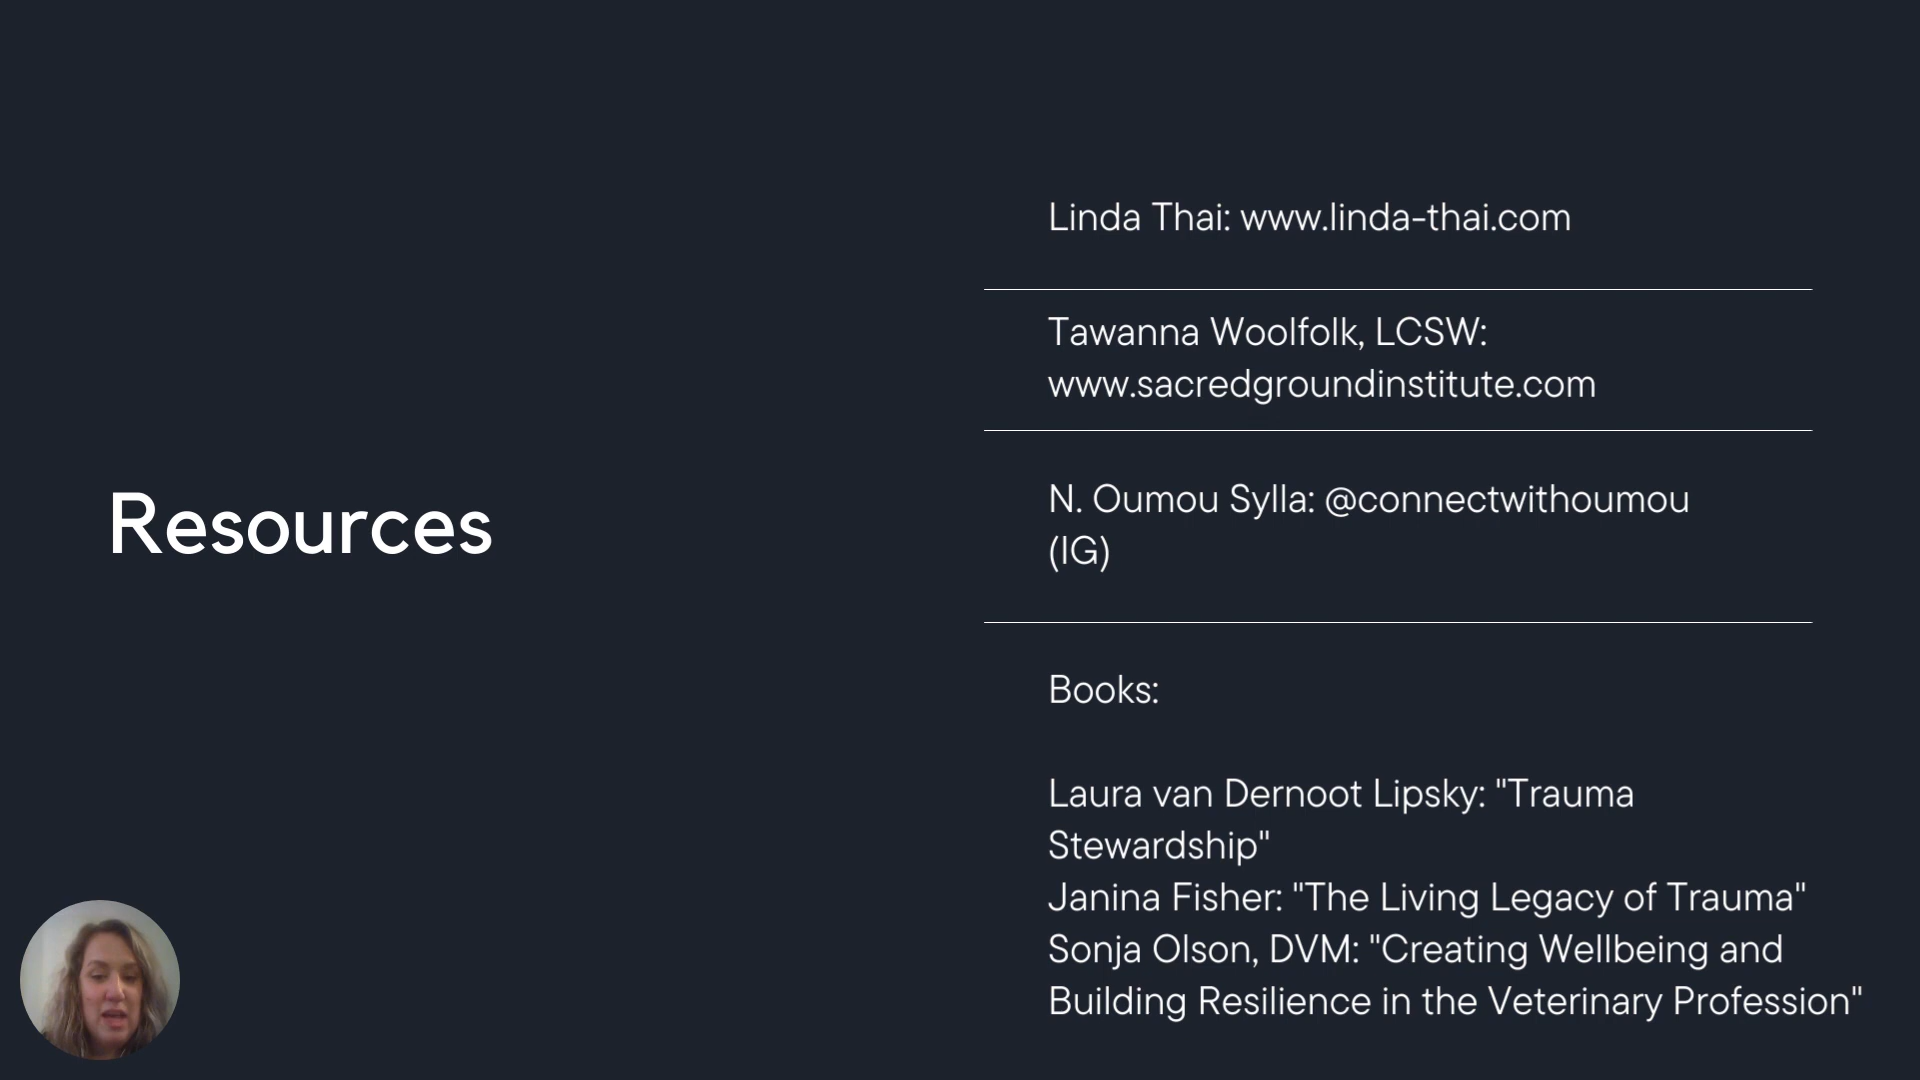 Resources
Linda Thai: www.linda-thai.com
Tawanna Woolfolk, LCSW:
www.sacredgroundinstitute.com
N. Oumou Sylla: @connectwithoumou
(IG)
Books:
Laura van Dernoot Lipsky: "Trauma
Stewardship"
Janina Fisher: "The Living Legacy of Trauma"
Sonja Olson, DVM: "Creating Wellbeing and
Building Resilience in the Veterinary Profession"